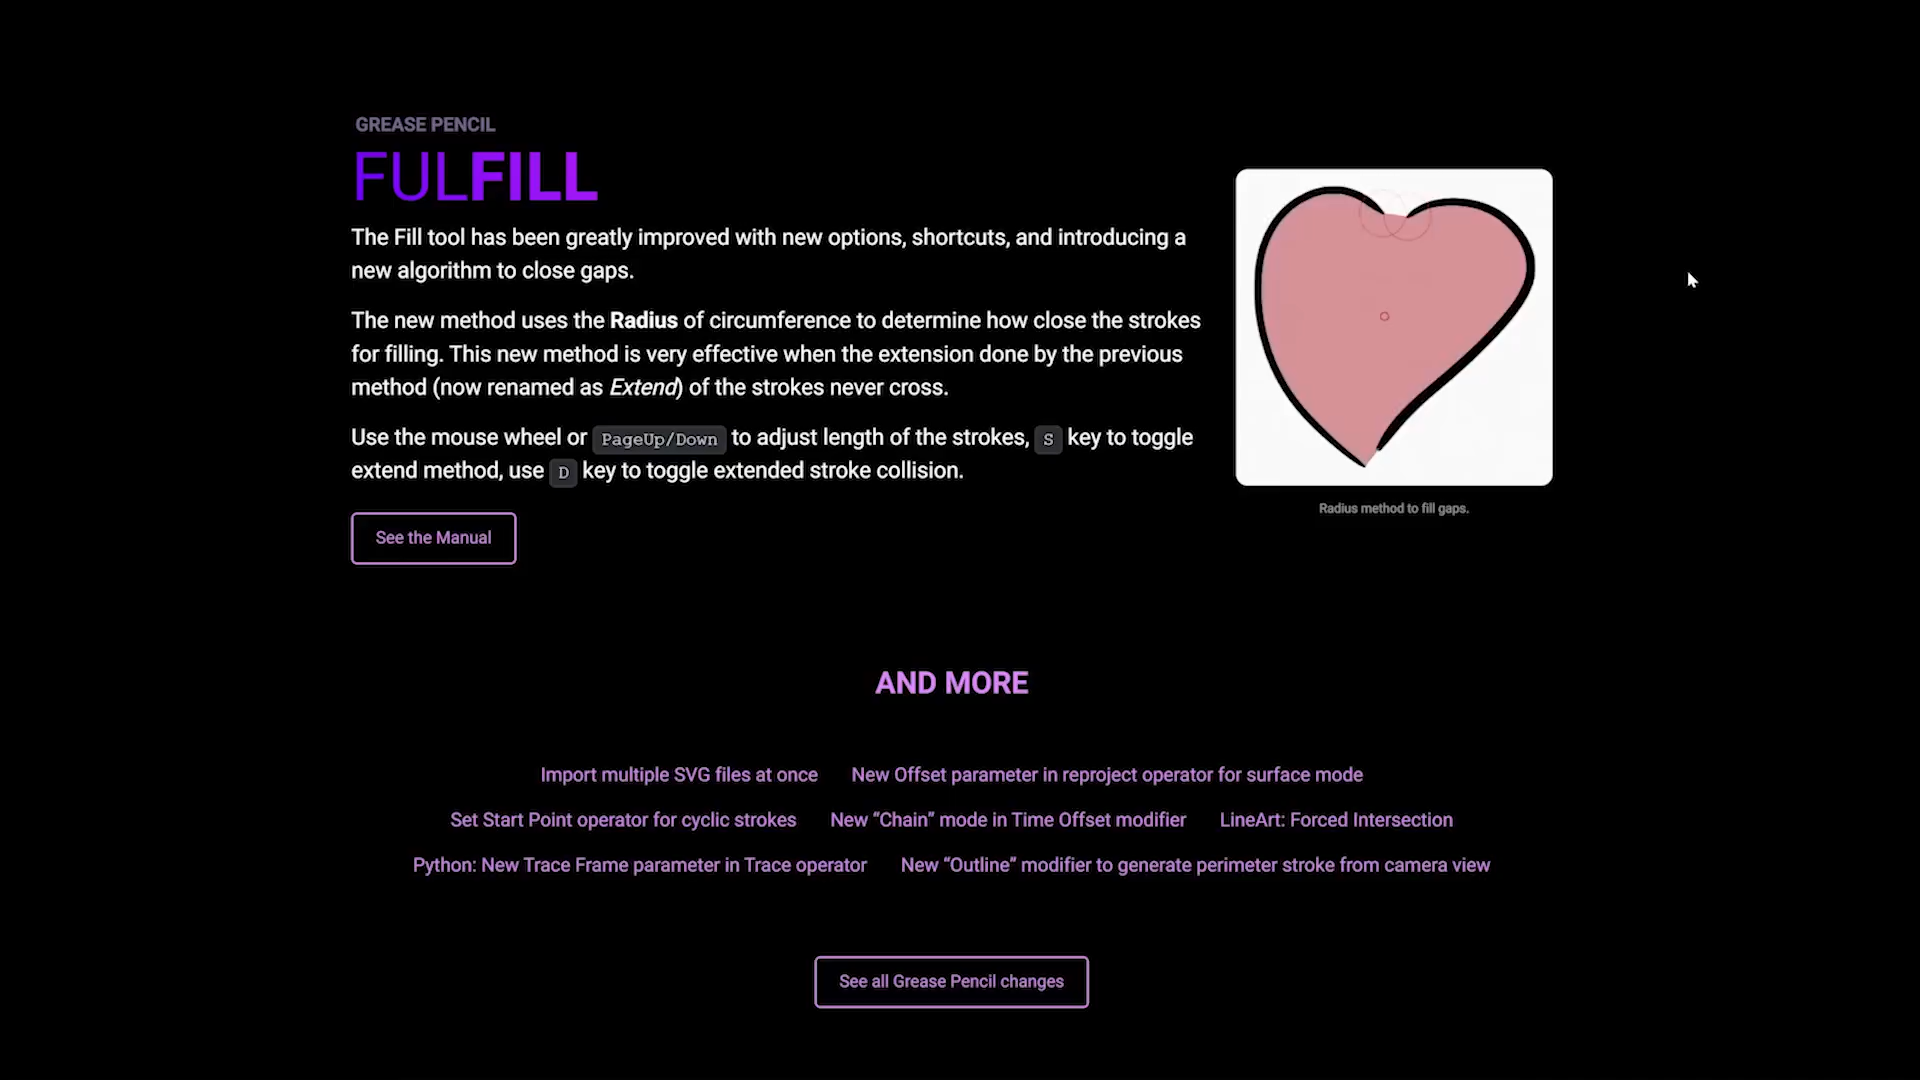 GREASE PENCIL
FULFILL
The Fill tool has been greatly improved with new options, shortcuts, and introducing a
new algorithm to close gaps.
The new method uses the Radius of circumference to determine how close the strokes
for filling. This new method is very effective when the extension done by the previous
method (now renamed as Extend) of the strokes never cross.
Use the mouse wheel or PageUp/Down to adjust length of the strokes, S key to toggle
extend method, use D key to toggle extended stroke collision.
See the Manual
Radius method to fill gaps.
AND MORE
Import multiple SVG files at once New Offset parameter in reproject operator for surface mode
Set Start Point operator for cyclic strokes New “Chain” mode in Time Offset modifier LineArt: Forced Intersection
Python: New Trace Frame parameter in Trace operator New “Outline” modifier to generate perimeter stroke from camera view
See all Grease Pencil changes